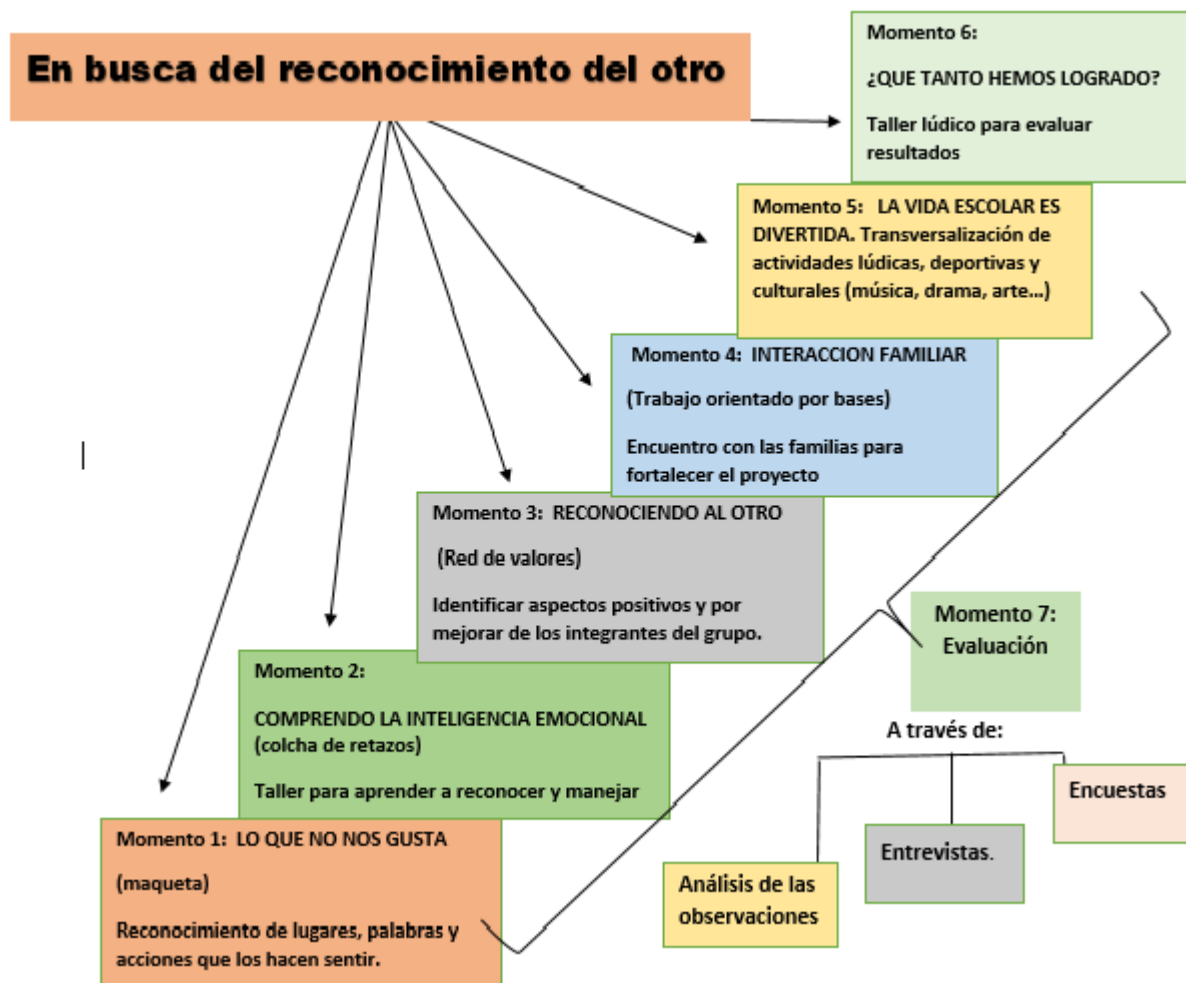 En busca del reconocimiento del otro
Momento 6:
¿QUE TANTO HEMOS LOGRADO?
Taller lúdico para evaluar
resultados
Momento 5: LA VIDA ESCOLAR ES
DIVERTIDA. Transversalización de
actividades lúdicas, deportivas y
culturales (música, drama, arte...)
Momento 4: INTERACCION FAMILIAR
(Trabajo orientado por bases)
Encuentro con las familias para
fortalecer el proyecto
Momento 3: RECONOCIENDO AL OTRO
(Red de valores)
Identificar aspectos positivos y por
mejorar de los integrantes del grupo.
Momento 2:
COMPRENDO LA INTELIGENCIA EMOCIONAL
(colcha de retazos)
Taller para aprender a reconocer y manejar
Momento 1: LO QUE NO NOS GUSTA
(maqueta)
Reconocimiento de lugares, palabras y
acciones que los hacen sentir.
Momento 7:
Evaluación
A través de:
Análisis de las
observaciones
Entrevistas.
Encuestas